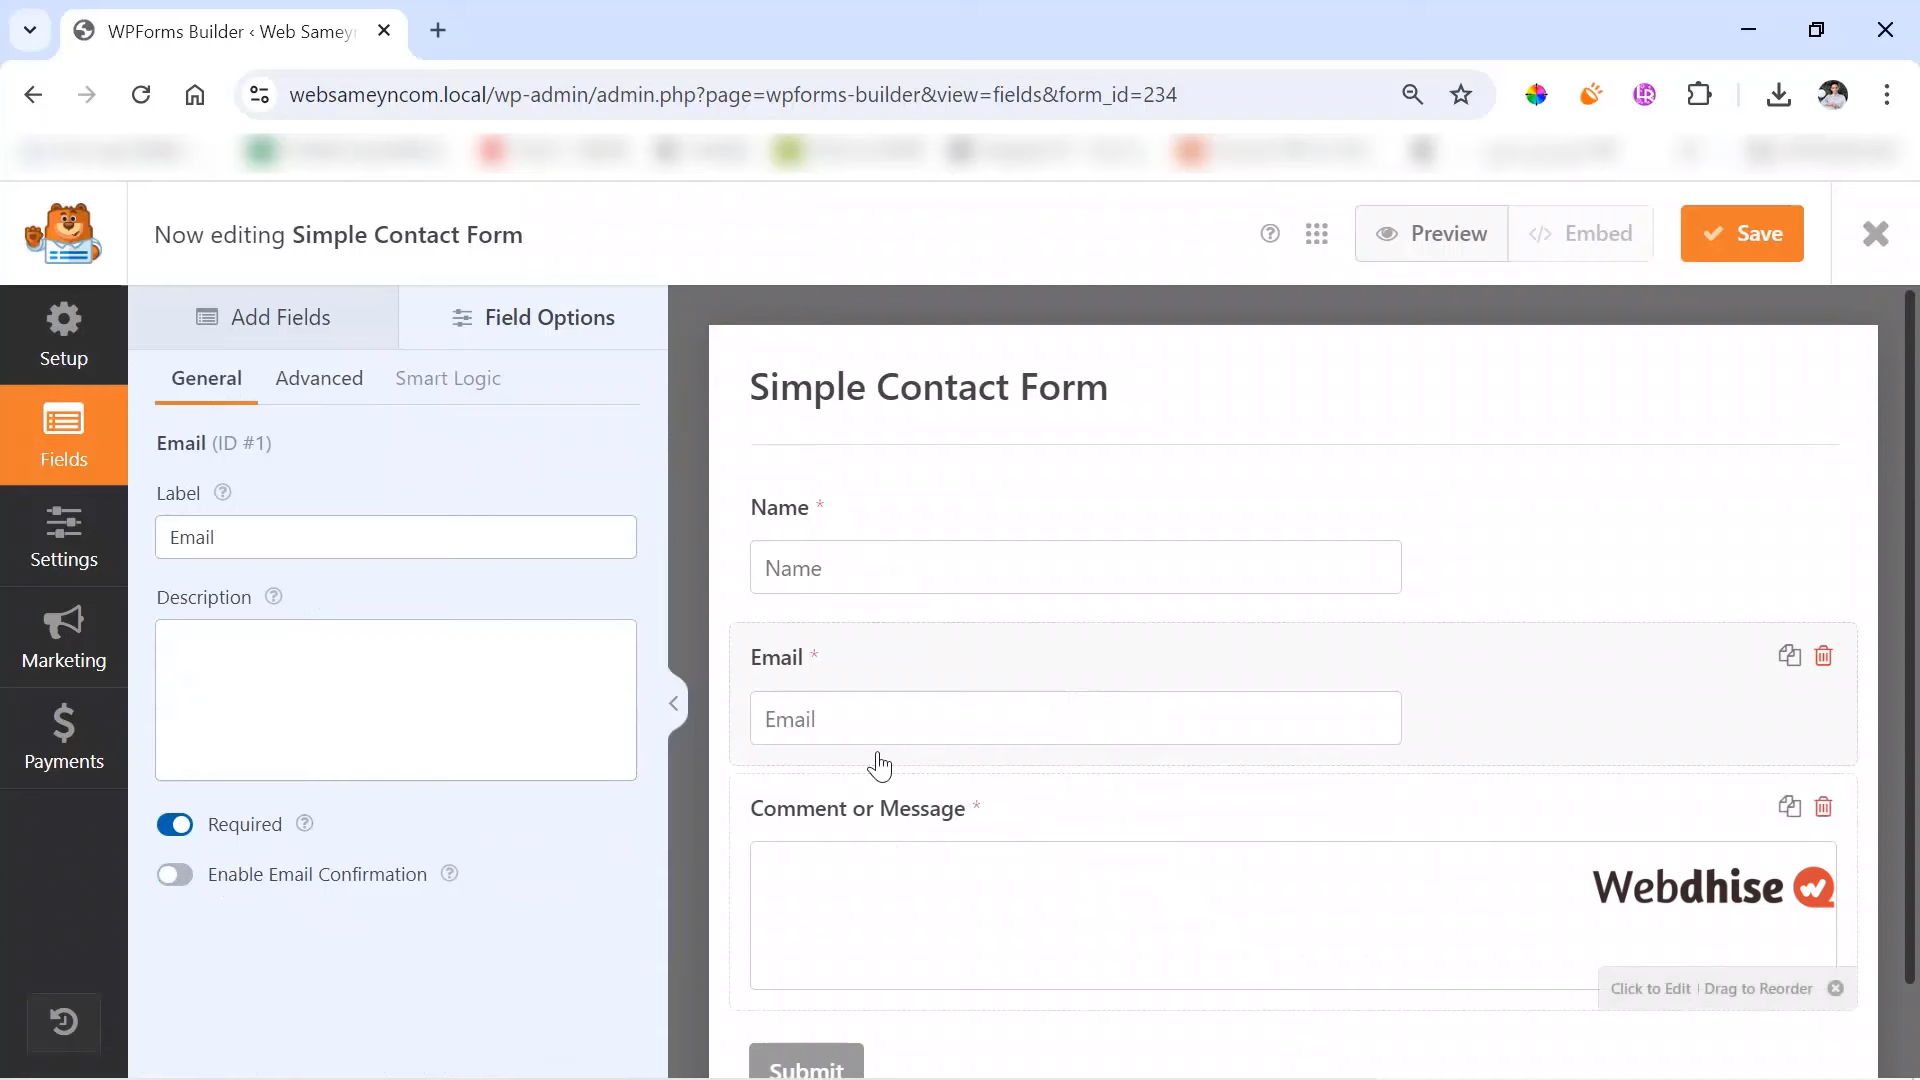 WPForms Builder ‹ Web Sameyn
websameyncom.local/wp-admin/admin.php?page=wpforms-builder&view=fields&form_id=234
Now editing Simple Contact Form
Preview
Embed
Save
Setup
Fields
Settings
Marketing
Payments
Add Fields
Field Options
General
Advanced
Smart Logic
Email (ID #1)
Label
Email
Description
Required
Enable Email Confirmation
Simple Contact Form
Name *
Name
Email *
Email
Comment or Message *
Webdhise
Click to Edit | Drag to Reorder
Submit